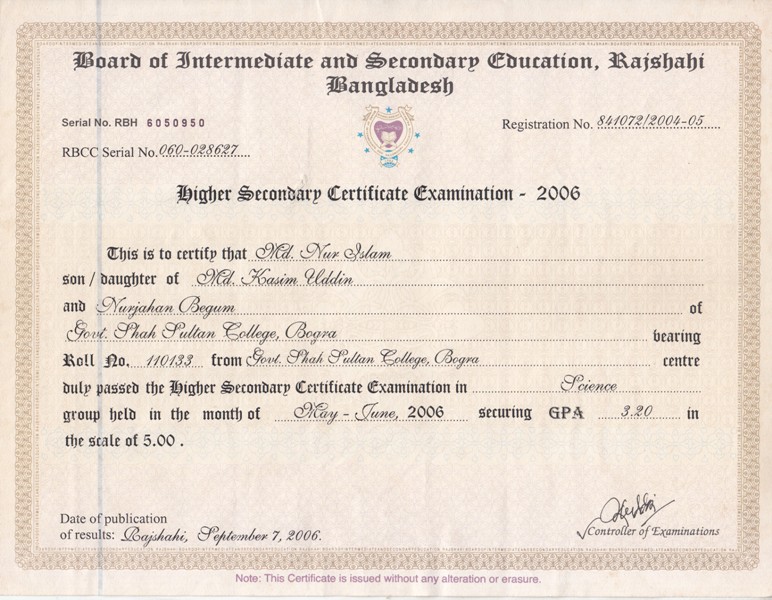 Board of Intermediate and Secondary Education, Rajshahi
Bangladesh
Serial No. RBH 6050950
Registration No. 841072/2004-05
RBCC Serial No. 060-028627
Higher Secondary Certificate Examination - 2006
This is to certify that Md. Nur Islam
son / daughter of Md. Kasim Uddin
and Nurjahan Begum of
Govt. Shah Sultan College, Bogra bearing
Roll No. 110133 from Govt. Shah Sultan College, Bogra centre
duly passed the Higher Secondary Certificate Examination in Science
group held in the month of May - June, 2006 securing GPA 3.20 in
the scale of 5.00 .
Date of publication
of results: Rajshahi, September 7, 2006.
Controller of Examinations
Note: This Certificate is issued without any alteration or erasure.